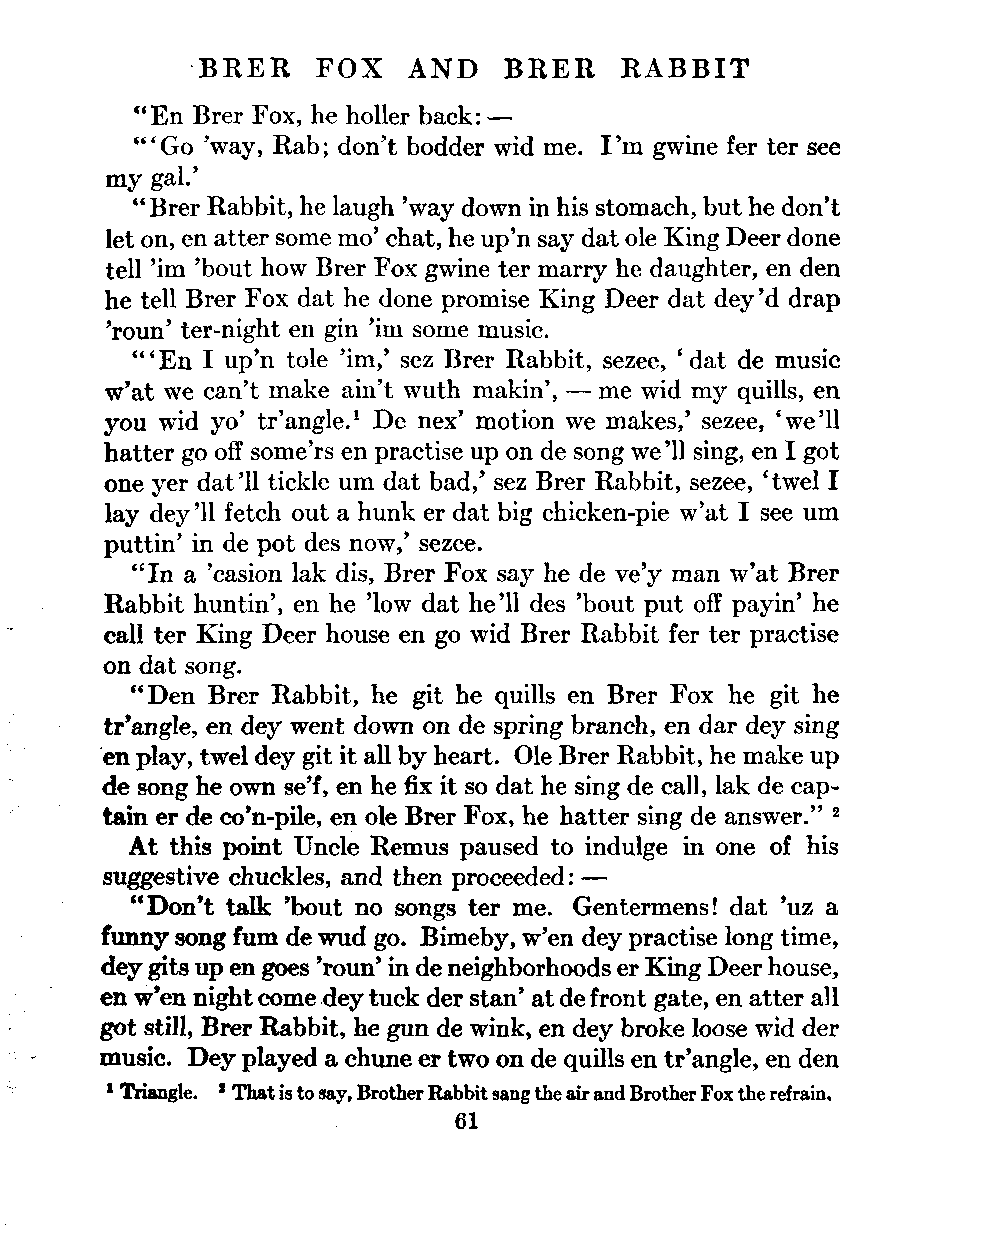 BRER FOX AND BRER RABBIT
“En Brer Fox, he holler back: —
“‘Go ’way, Rab; don’t bodder wid me. I’m gwine fer ter see
my gal.’
“Brer Rabbit, he laugh ’way down in his stomach, but he don’t
let on, en atter some mo’ chat, he up’n say dat ole King Deer done
tell ’im ’bout how Brer Fox gwine ter marry he daughter, en den
he tell Brer Fox dat he done promise King Deer dat dey’d drap
’roun’ ter-night en gin ’im some music.
“‘En I up’n tole ’im,’ sez Brer Rabbit, sezee, ‘dat de music
w’at we can’t make ain’t wuth makin’, — me wid my quills, en
you wid yo’ tr’angle.¹ De nex’ motion we makes,’ sezee, ‘we’ll
hatter go off some’rs en practise up on de song we’ll sing, en I got
one yer dat’ll tickle um dat bad,’ sez Brer Rabbit, sezee, ‘twel I
lay dey’ll fetch out a hunk er dat big chicken-pie w’at I see um
puttin’ in de pot des now,’ sezee.
“In a ’casion lak dis, Brer Fox say he de ve’y man w’at Brer
Rabbit huntin’, en he ’low dat he’ll des ’bout put off payin’ he
call ter King Deer house en go wid Brer Rabbit fer ter practise
on dat song.
“Den Brer Rabbit, he git he quills en Brer Fox he git he
tr’angle, en dey went down on de spring branch, en dar dey sing
en play, twel dey git it all by heart. Ole Brer Rabbit, he make up
de song he own se’f, en he fix it so dat he sing de call, lak de cap-
tain er de co’n-pile, en ole Brer Fox, he hatter sing de answer.” ²
At this point Uncle Remus paused to indulge in one of his
suggestive chuckles, and then proceeded: —
“Don’t talk ’bout no songs ter me. Gentermens! dat ’uz a
funny song fum de wud go. Bimeby, w’en dey practise long time,
dey gits up en goes ’roun’ in de neighborhoods er King Deer house,
en w’en night come dey tuck der stan’ at de front gate, en atter all
got still, Brer Rabbit, he gun de wink, en dey broke loose wid der
music. Dey played a chune er two on de quills en tr’angle, en den
¹ Triangle. ² That is to say, Brother Rabbit sang the air and Brother Fox the refrain.
61